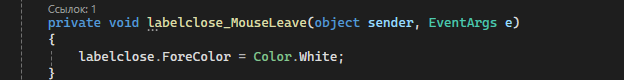 Ссылок: 1
private void labelclose_MouseLeave(object sender, EventArgs e)
{
labelclose.ForeColor = Color.White;
}